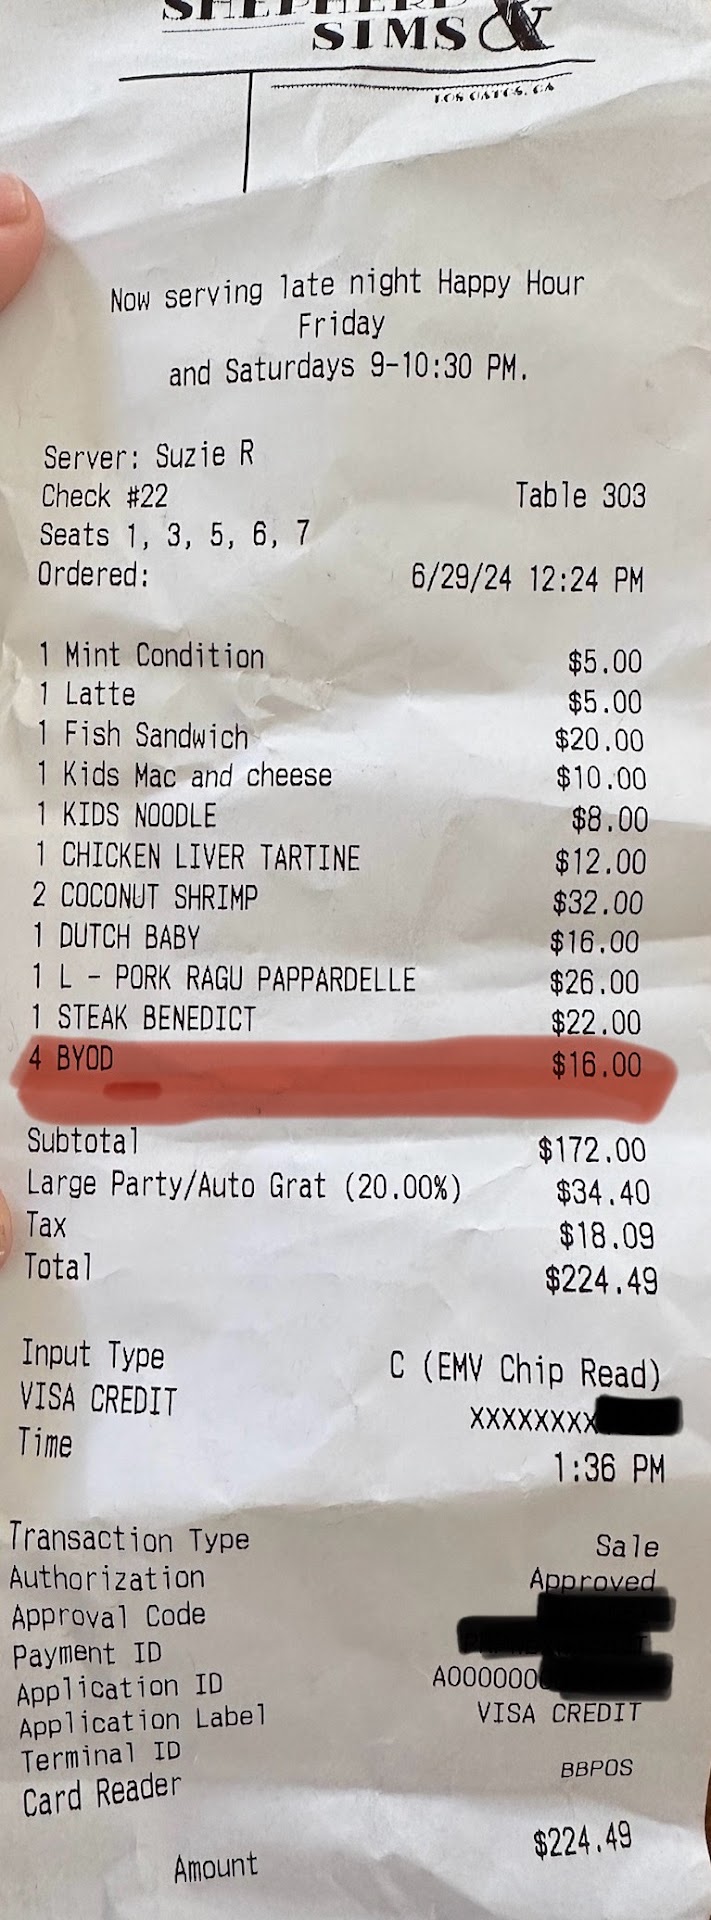 SHEPHERD &
SIMS
LOS GATOS, CA
Now serving late night Happy Hour
Friday
and Saturdays 9-10:30 PM.
Server: Suzie R
Check #22 Table 303
Seats 1, 3, 5, 6, 7
Ordered: 6/29/24 12:24 PM
1 Mint Condition $5.00
1 Latte $5.00
1 Fish Sandwich $20.00
1 Kids Mac and cheese $10.00
1 KIDS NOODLE $8.00
1 CHICKEN LIVER TARTINE $12.00
2 COCONUT SHRIMP $32.00
1 DUTCH BABY $16.00
1 L - PORK RAGU PAPPARDELLE $26.00
1 STEAK BENEDICT $22.00
4 BYOD $16.00
Subtotal $172.00
Large Party/Auto Grat (20.00%) $34.40
Tax $18.09
Total $224.49
Input Type C (EMV Chip Read)
VISA CREDIT XXXXXXXX
Time 1:36 PM
Transaction Type Sale
Authorization Approved
Approval Code
Payment ID
Application ID A000000
Application Label VISA CREDIT
Terminal ID
Card Reader BBPOS
Amount $224.49